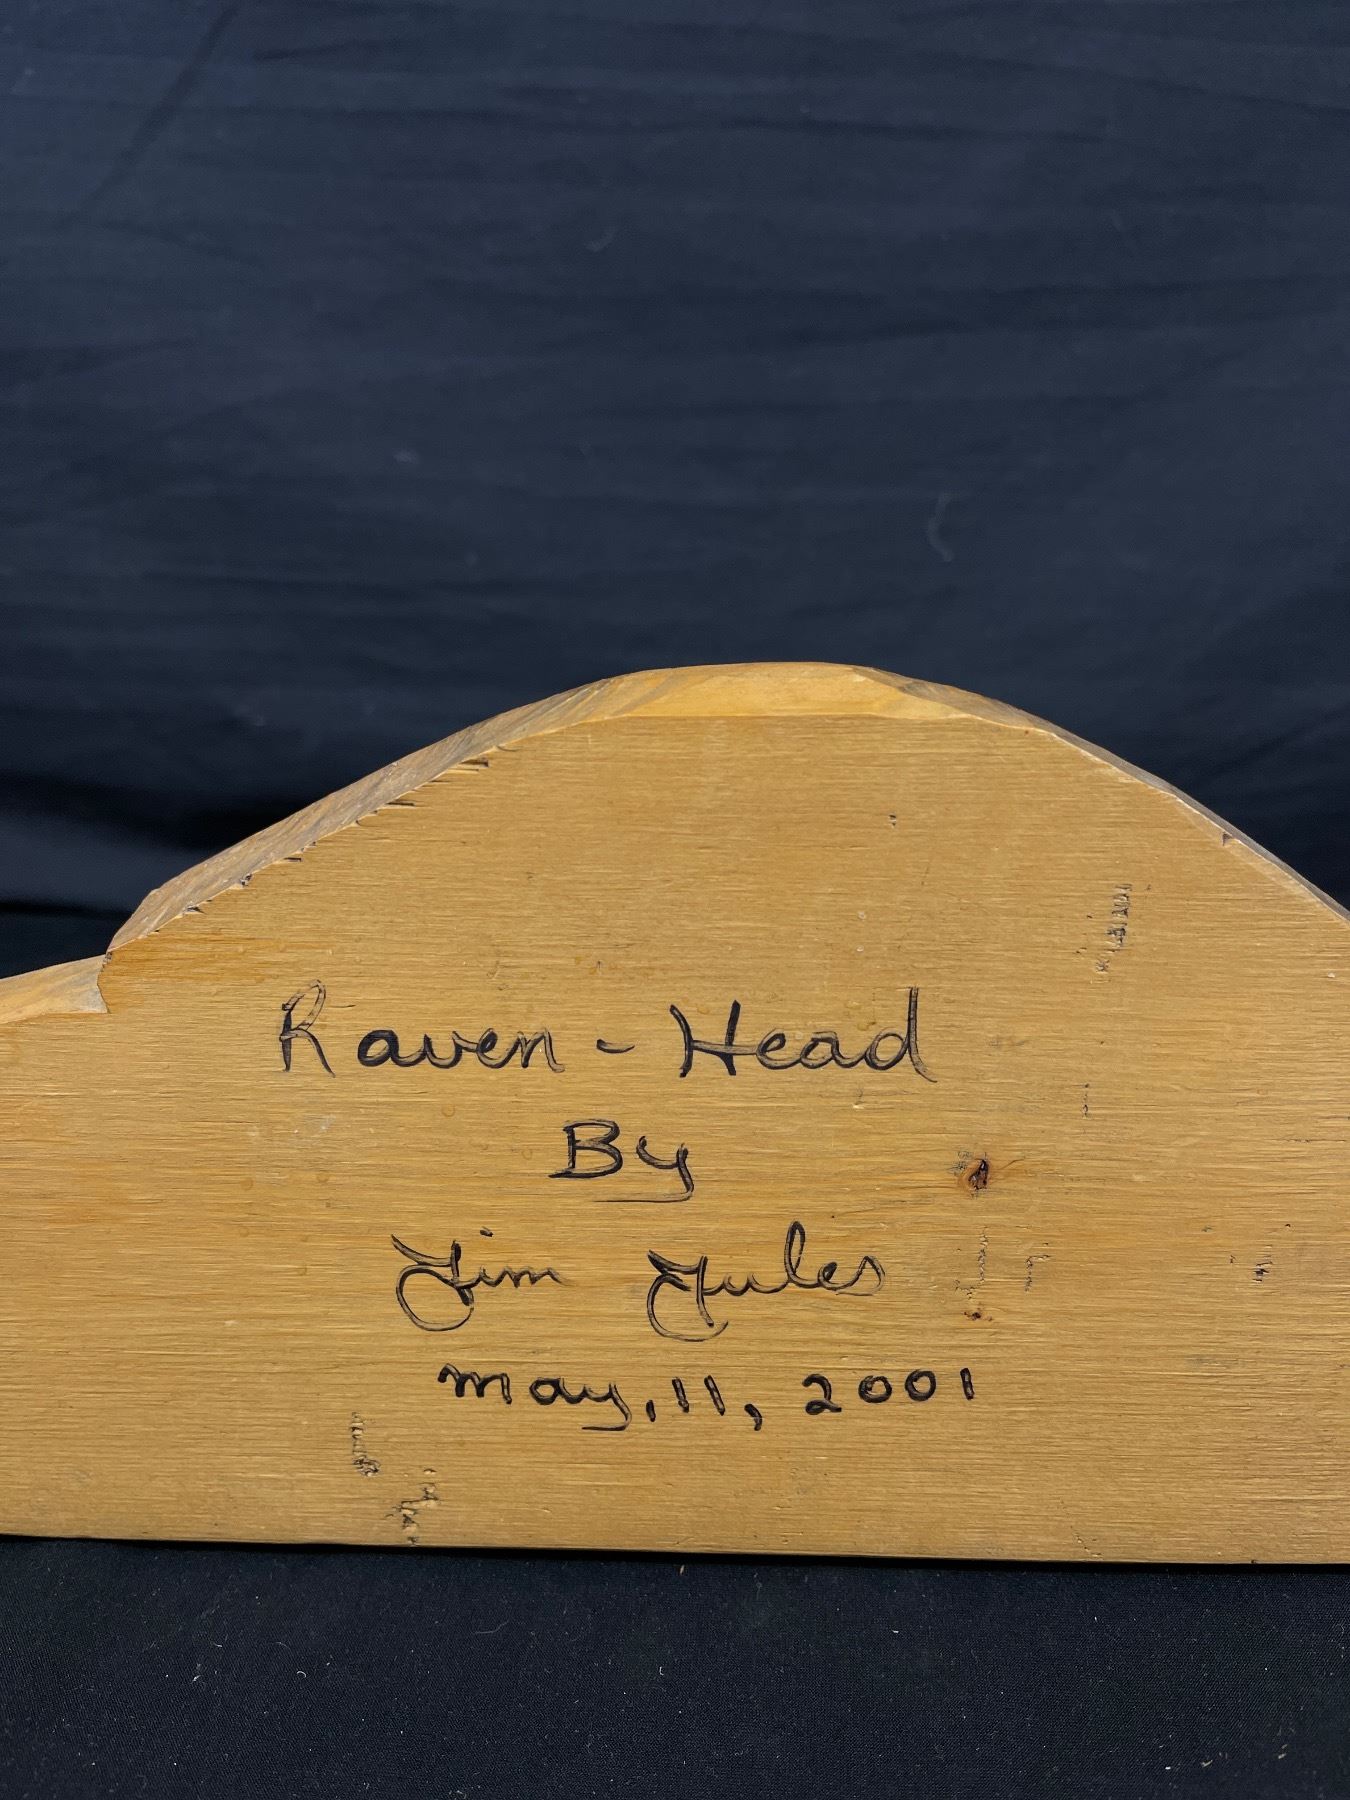 Raven - Head
By
Jim Jules
May, 11, 2001